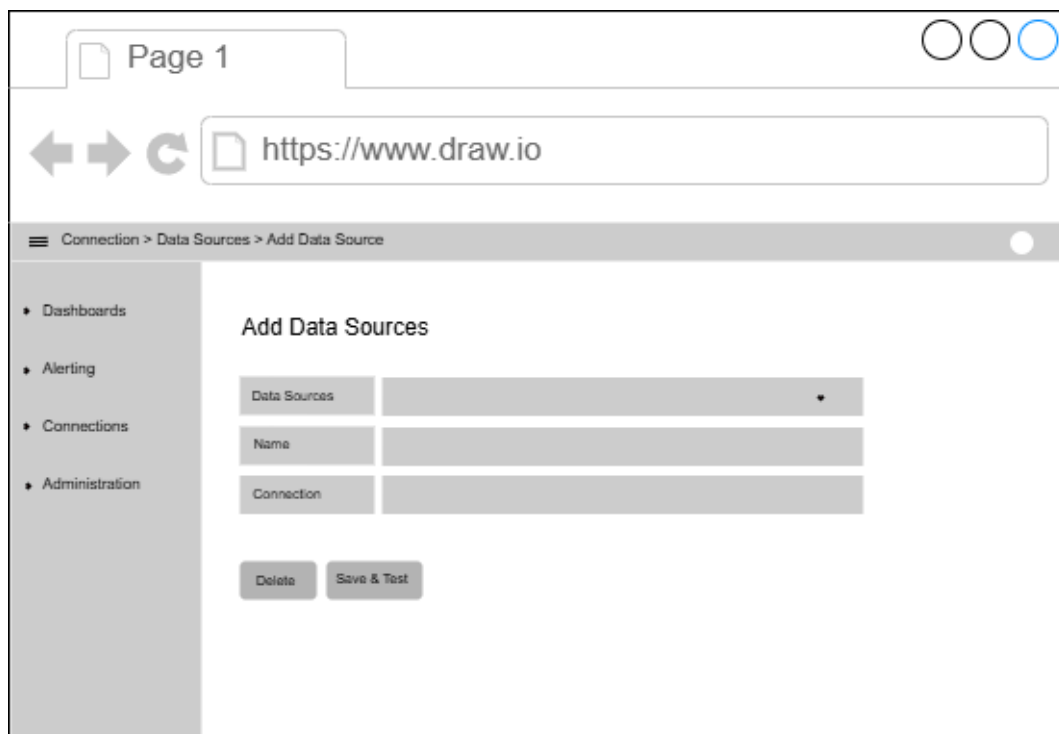 Page 1
https://www.draw.io
Connection > Data Sources > Add Data Source
Dashboards
Alerting
Connections
Administration
Add Data Sources
Data Sources
Name
Connection
Delete
Save & Test